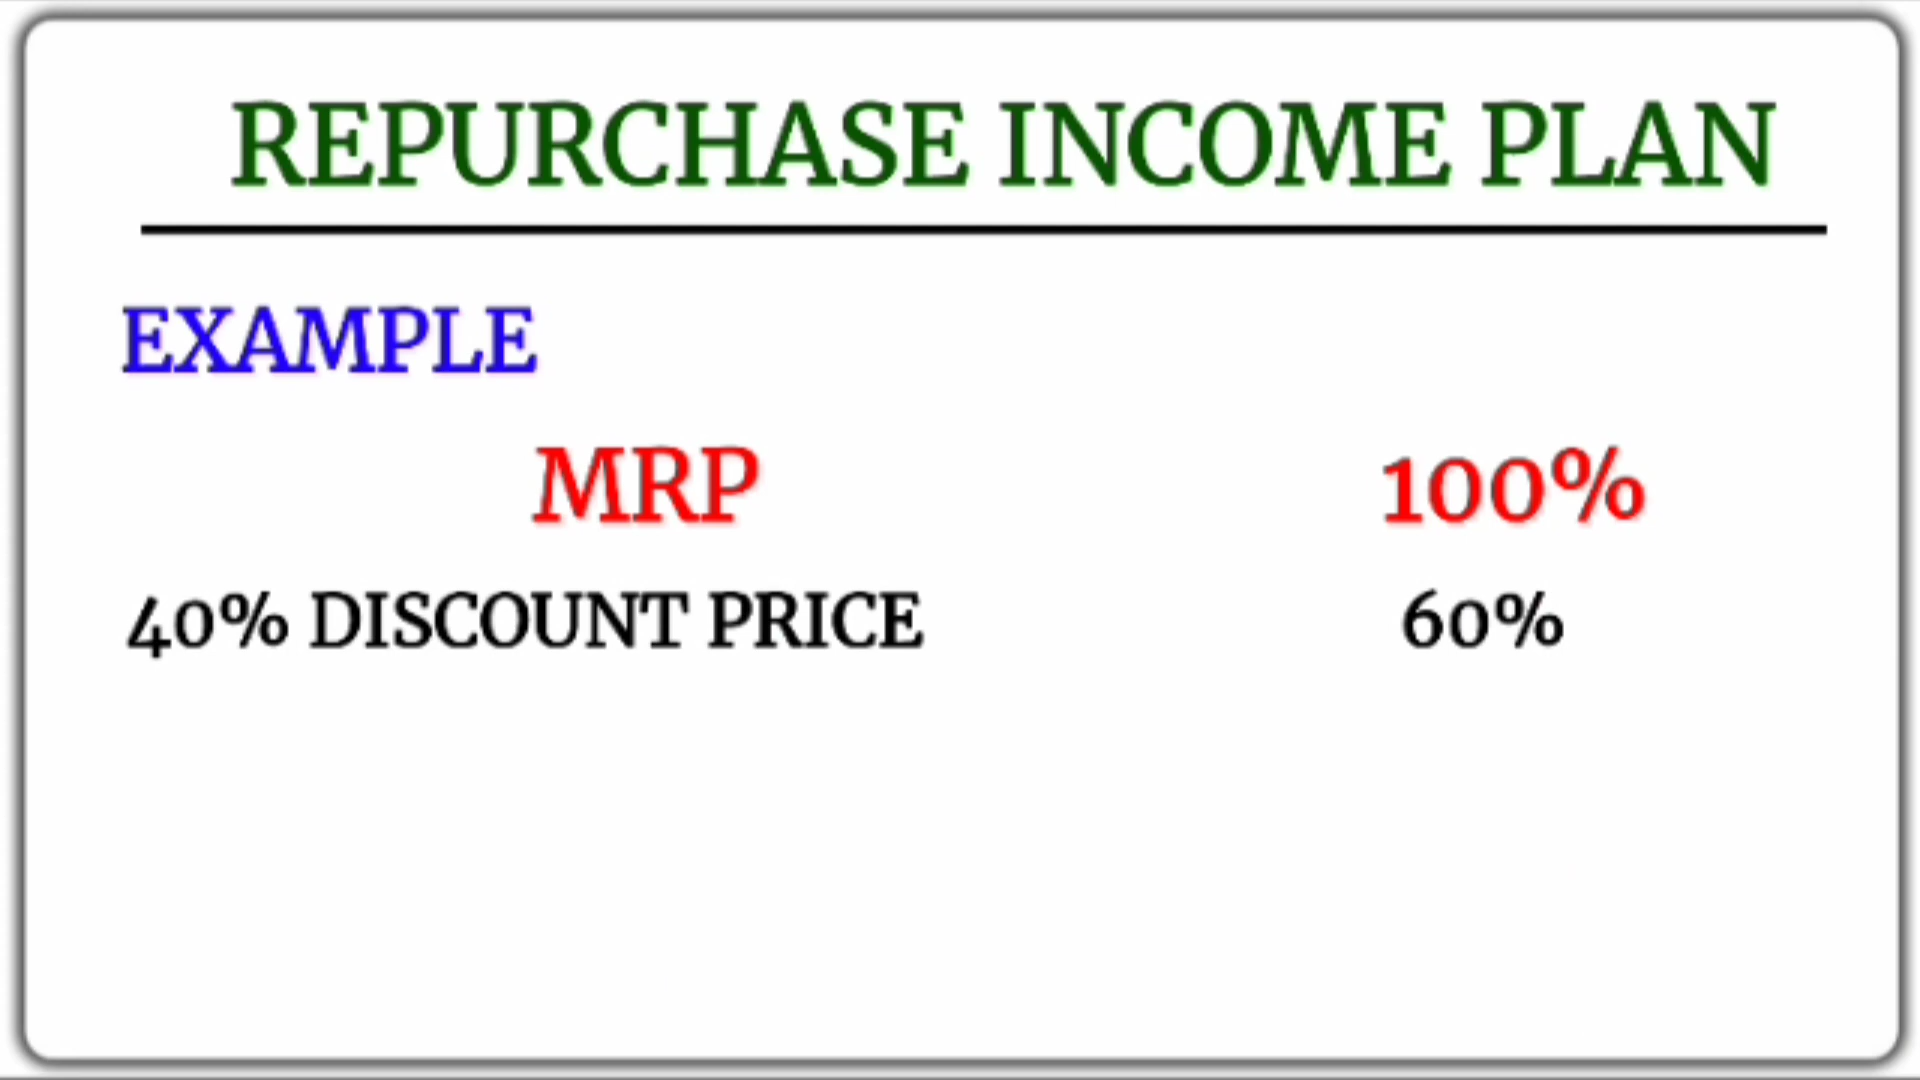 REPURCHASE INCOME PLAN
EXAMPLE
MRP 100%
40% DISCOUNT PRICE 60%